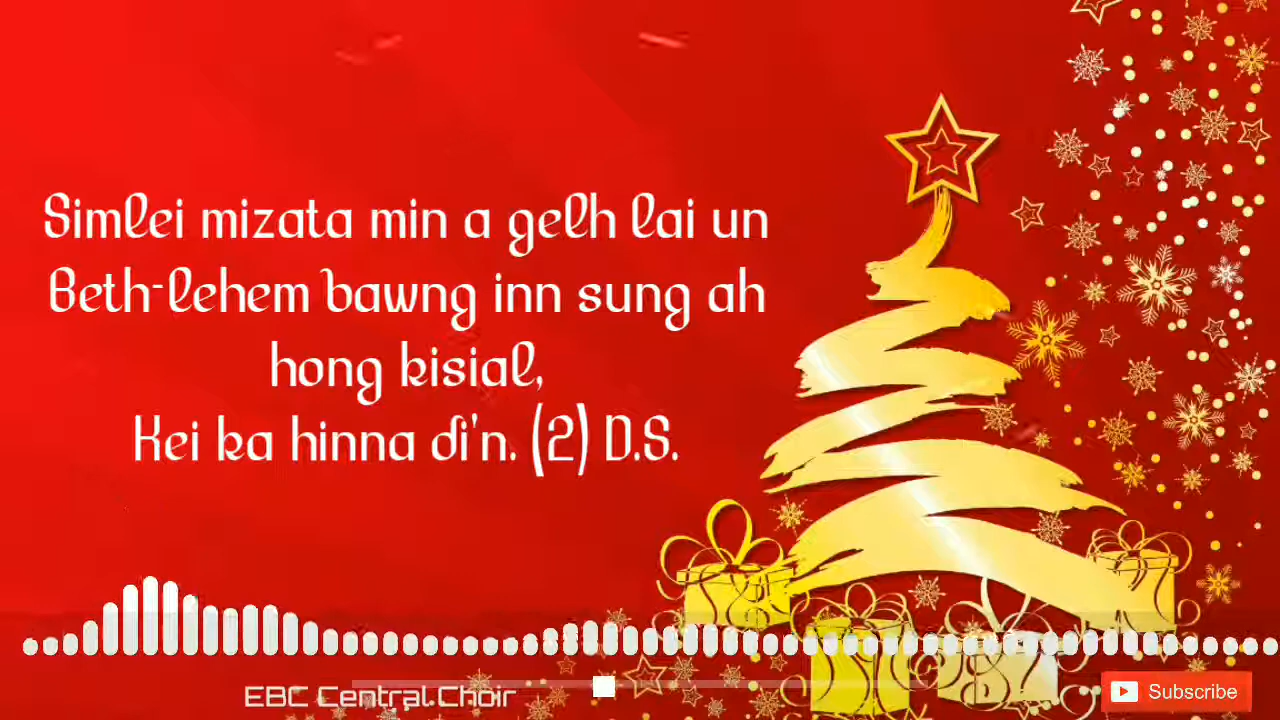 Simlei mizata min a gelh lai un
Beth-lehem bawng inn sung ah
hong kisial,
Kei ka hinna di'n. (2) D.S.
EBC Central Choir
Subscribe